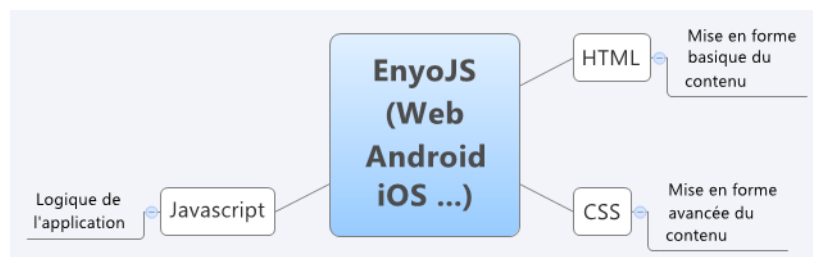 EnyoJS
(Web
Android
iOS ...)
HTML
Mise en forme
basique du
contenu
Logique de
l'application
Javascript
CSS
Mise en forme
avancée du
contenu